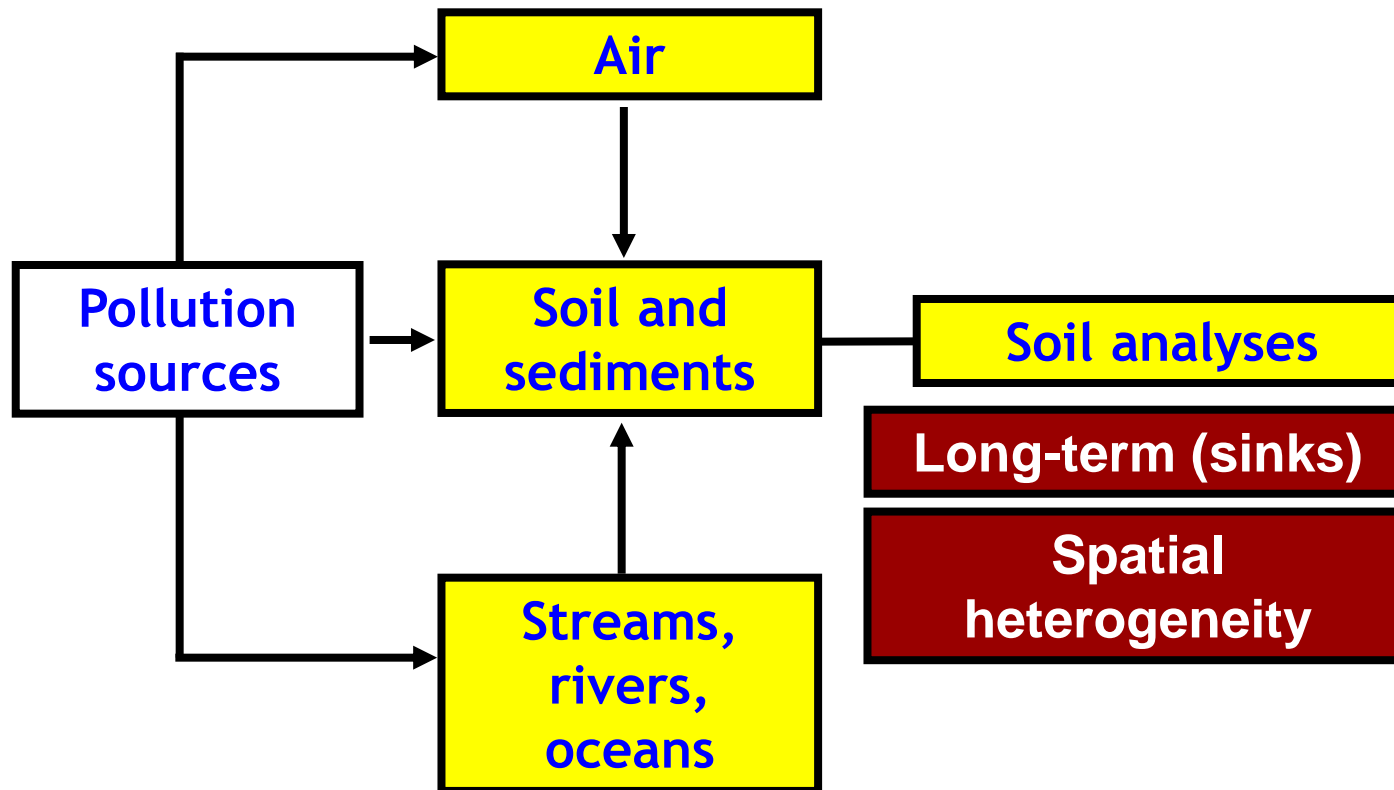 Air
Pollution
sources
Soil and
sediments
Soil analyses
Long-term (sinks)
Spatial
heterogeneity
Streams,
rivers,
oceans